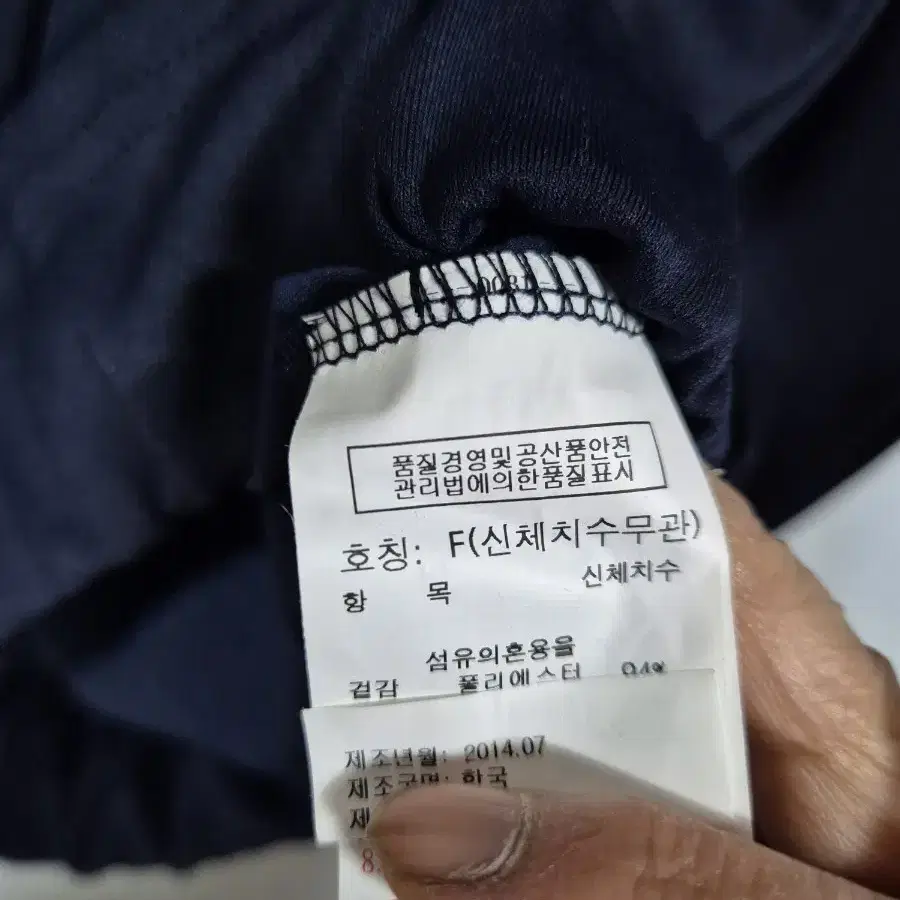 품질경영및공산품안전
관리법에의한품질표시
호칭: F(신체치수무관)
항 목 신체치수
섬유의혼용율
겉감 폴리에스터 94%
제조년월: 2014.07
제조국명: 한국
제
8